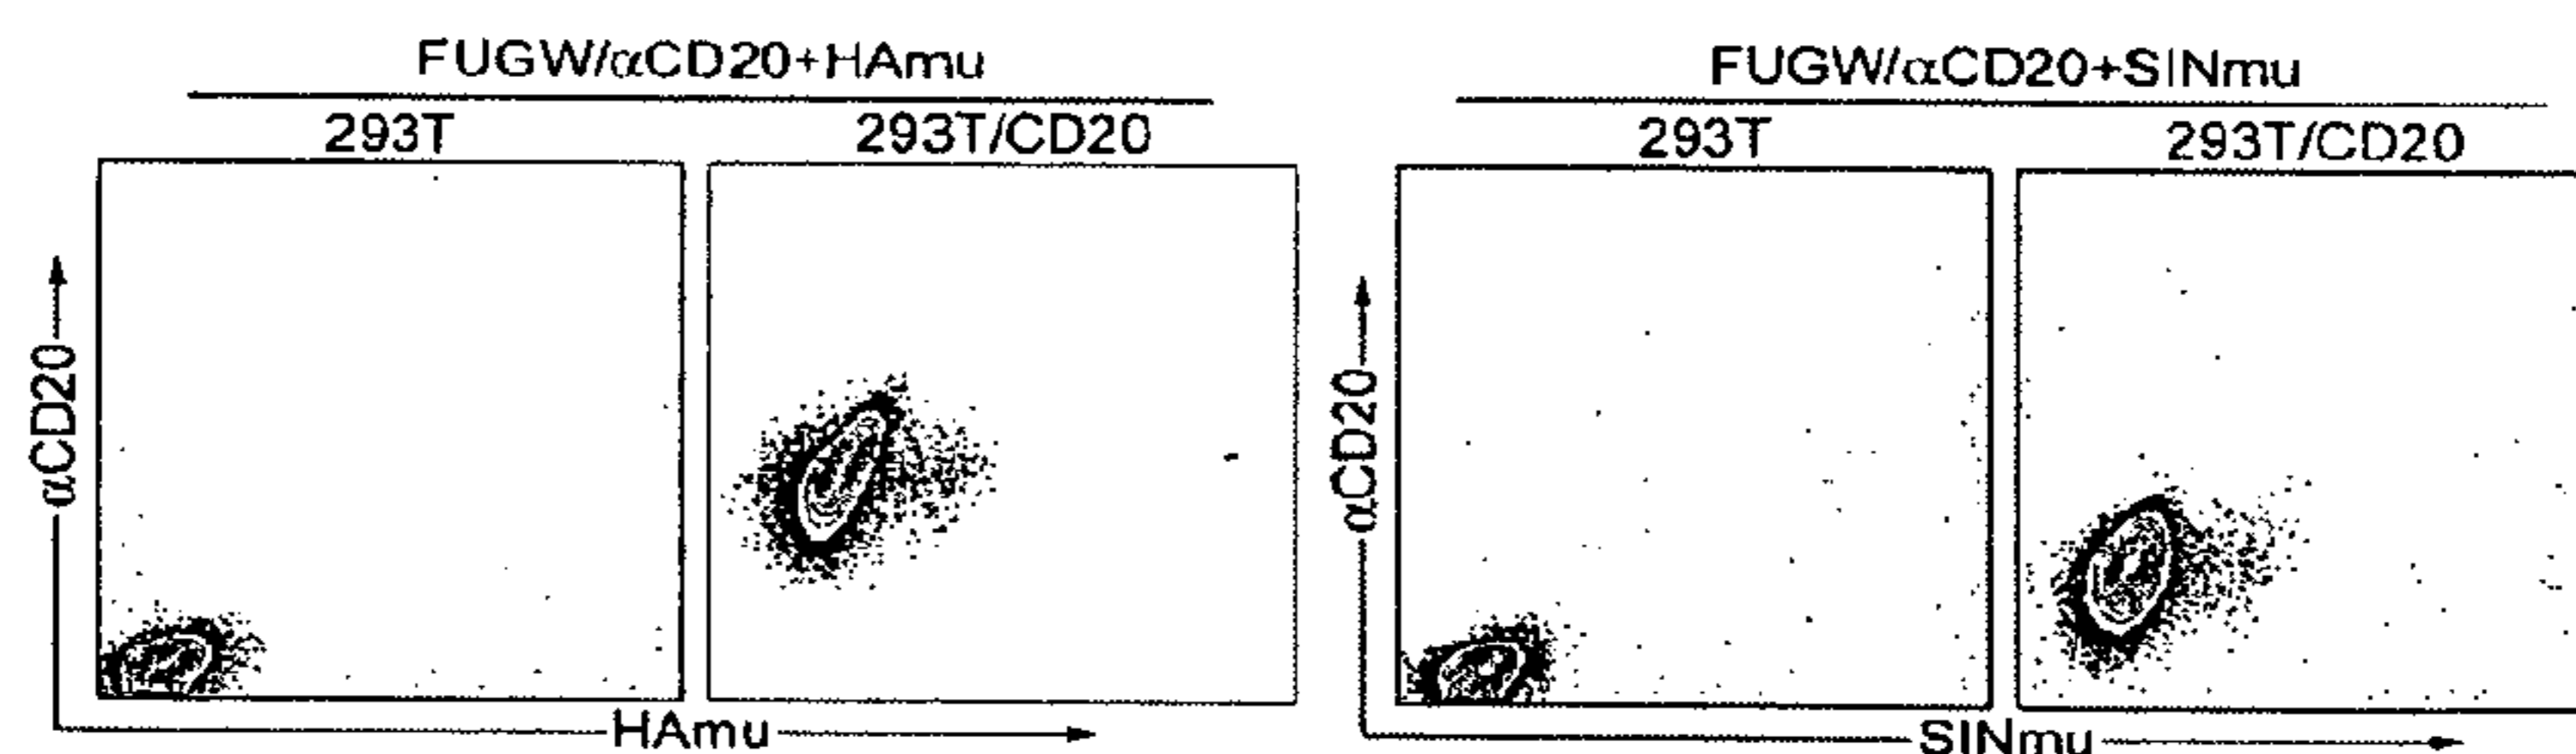 FUGW/αCD20+HAmu
293T 293T/CD20
αCD20
HAmu
FUGW/αCD20+SINmu
293T 293T/CD20
αCD20
SINmu